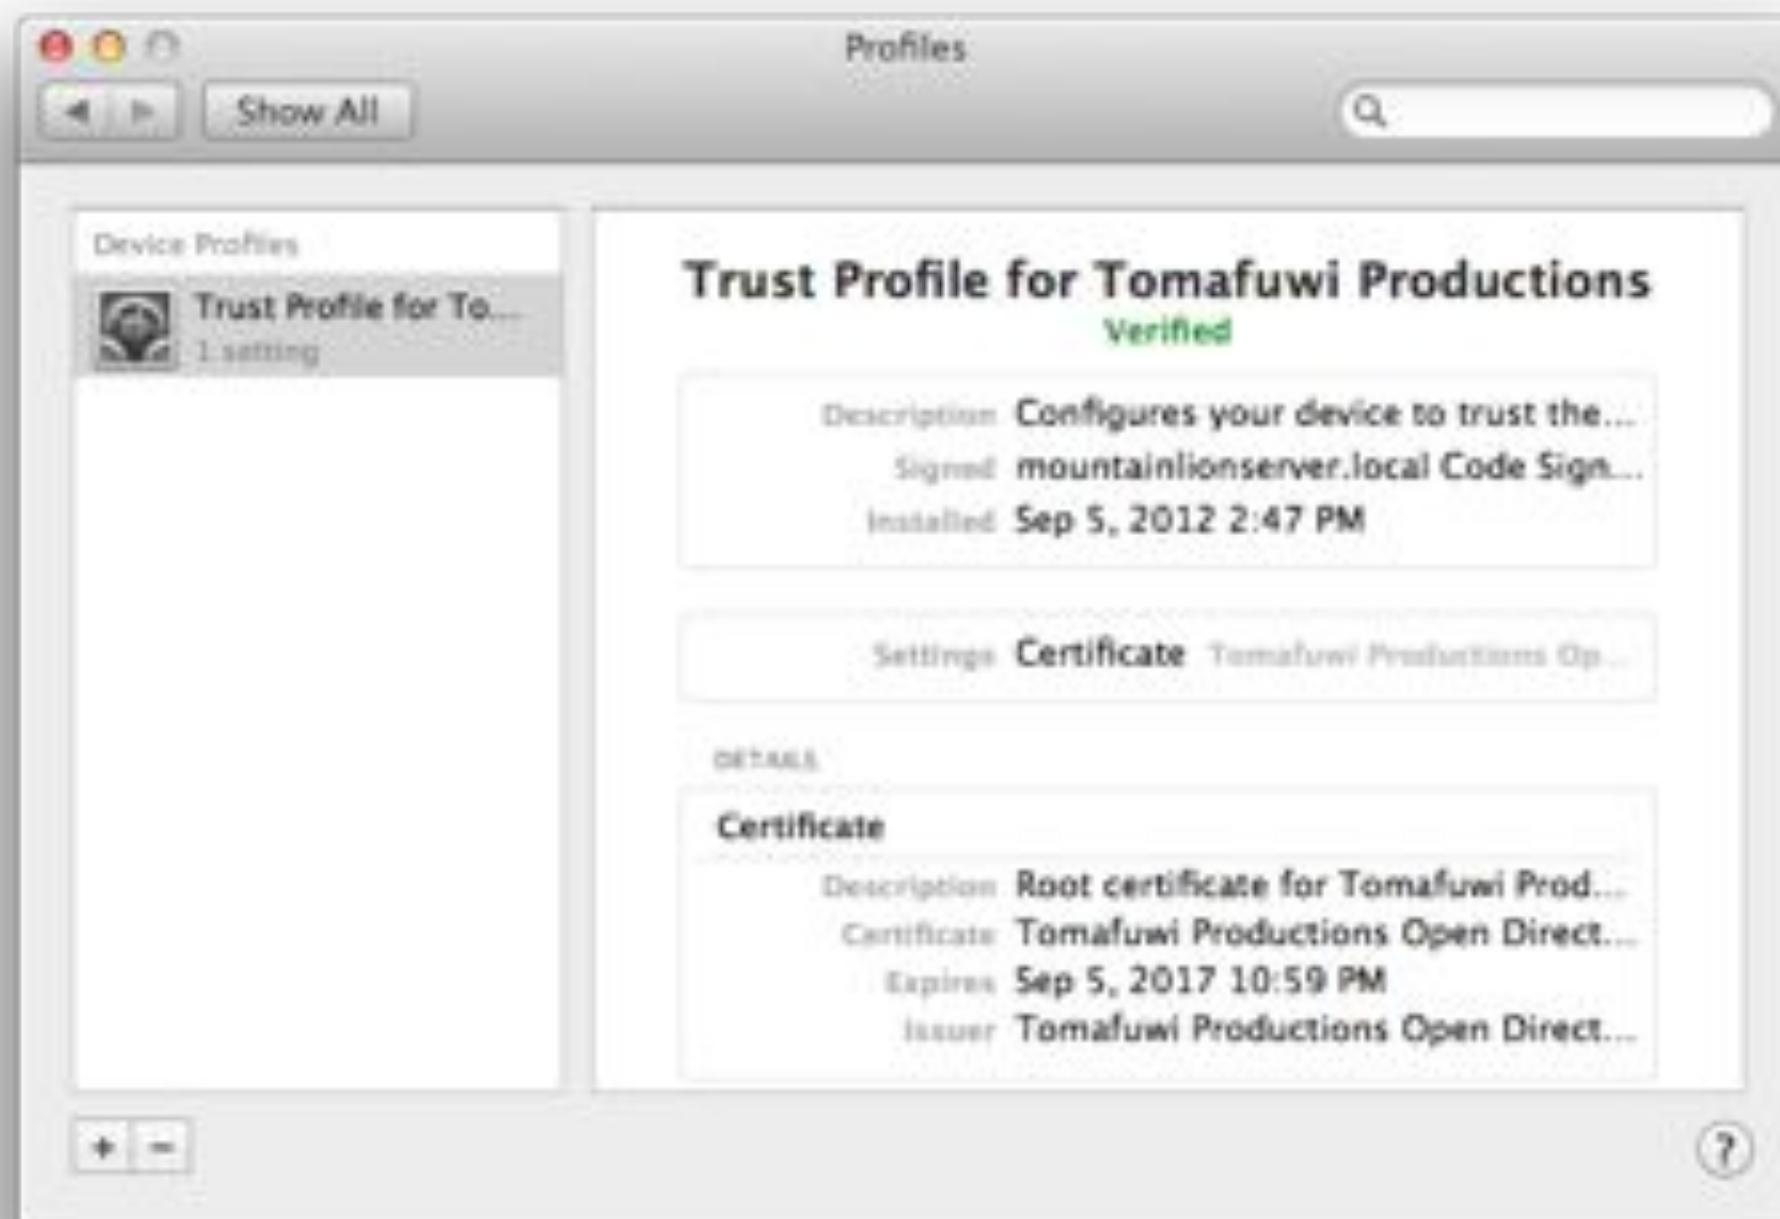 Profiles
Show All
Device Profiles
Trust Profile for To...
1 setting
Trust Profile for Tomafuwi Productions
Verified
Description Configures your device to trust the...
Signed mountainlionserver.local Code Sign...
Installed Sep 5, 2012 2:47 PM
Settings Certificate Tomafuwi Productions Op...
DETAILS
Certificate
Description Root certificate for Tomafuwi Prod...
Certificate Tomafuwi Productions Open Direct...
Expires Sep 5, 2017 10:59 PM
Issuer Tomafuwi Productions Open Direct...
+ −
?